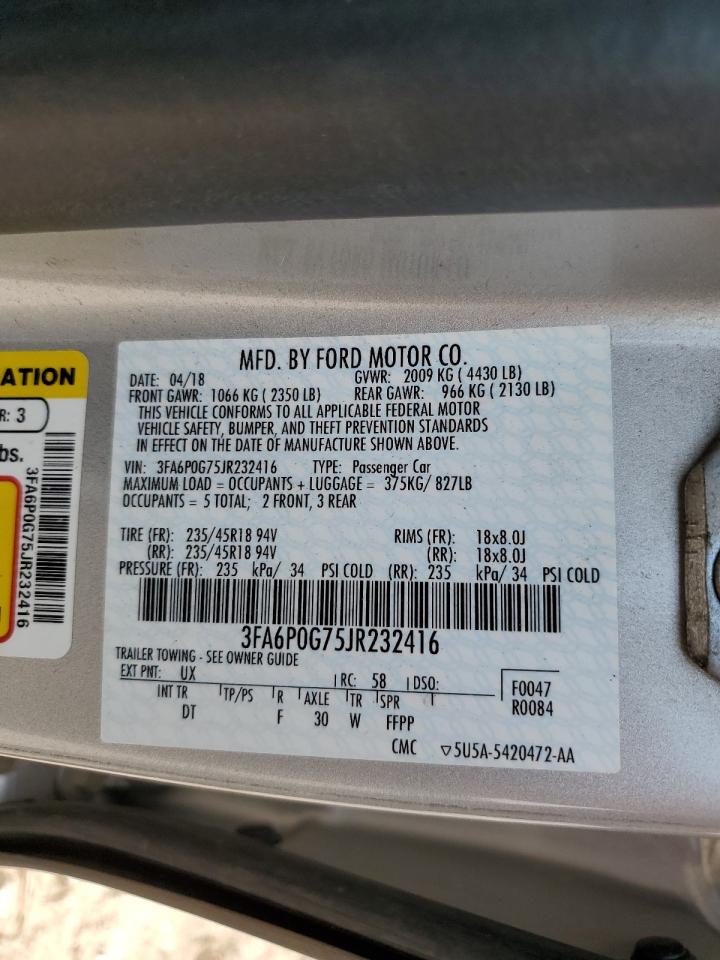 MFD. BY FORD MOTOR CO.
DATE: 04/18 GVWR: 2009 KG ( 4430 LB)
FRONT GAWR: 1066 KG ( 2350 LB) REAR GAWR: 966 KG ( 2130 LB)
THIS VEHICLE CONFORMS TO ALL APPLICABLE FEDERAL MOTOR
VEHICLE SAFETY, BUMPER, AND THEFT PREVENTION STANDARDS
IN EFFECT ON THE DATE OF MANUFACTURE SHOWN ABOVE.
VIN: 3FA6P0G75JR232416 TYPE: Passenger Car
MAXIMUM LOAD = OCCUPANTS + LUGGAGE = 375KG/ 827LB
OCCUPANTS = 5 TOTAL; 2 FRONT, 3 REAR
TIRE (FR): 235/45R18 94V RIMS (FR): 18x8.0J
(RR): 235/45R18 94V (RR): 18x8.0J
PRESSURE (FR): 235 kPa/ 34 PSI COLD (RR): 235 kPa/ 34 PSI COLD
3FA6P0G75JR232416
TRAILER TOWING - SEE OWNER GUIDE
EXT PNT: UX RC: 58 DSO: F0047
INT TR TP/PS R AXLE TR SPR R0084
DT F 30 W FFPP
CMC ▽5U5A-5420472-AA
ATION
R: 3
bs.
3FA6P0G75JR232416